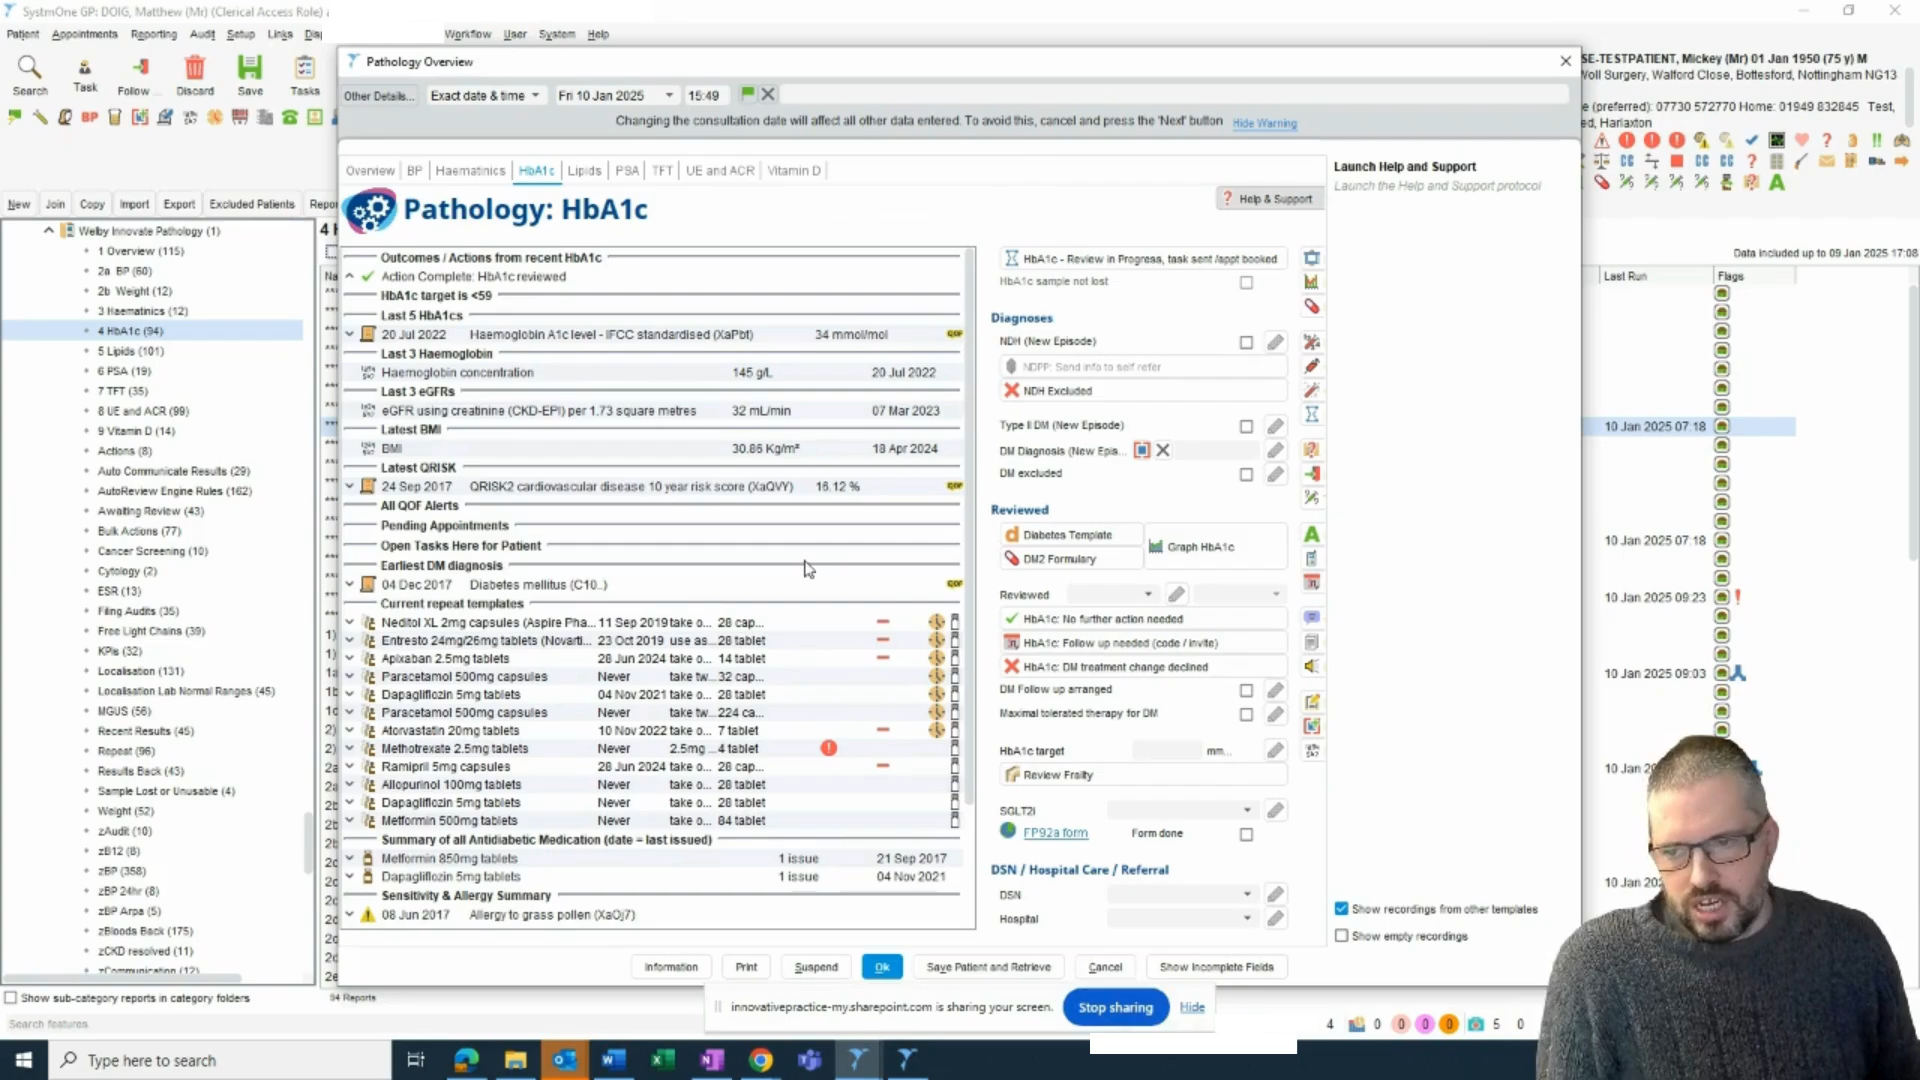 SystmOne GP: DOIG, Matthew (Mr) (Clerical Access Role)
Patient Appointments Reporting Audit Setup Links Workflow User System Help
Search Task Follow Discard Save Tasks
BP
New Join Copy Import Export Excluded Patients
Welby Innovate Pathology (1)
1 Overview (115)
2a BP (60)
2b Weight (12)
3 Haematinics (12)
4 HbA1c (94)
5 Lipids (101)
6 PSA (19)
7 TFT (35)
8 UE and ACR (99)
9 Vitamin D (14)
Actions (8)
Auto Communicate Results (29)
AutoReview Engine Rules (162)
Awaiting Review (43)
Bulk Actions (77)
Cancer Screening (10)
Cytology (2)
ESR (13)
Filing Audits (35)
Free Light Chains (39)
KPIs (32)
Localisation (131)
Localisation Lab Normal Ranges (45)
MGUS (56)
Recent Results (45)
Repeat (96)
Results Back (43)
Sample Lost or Unusable (4)
Weight (52)
zAudit (10)
zB12 (8)
zBP (358)
zBP 24hr (8)
zBP Arpa (5)
zBloods Back (175)
zCKD resolved (11)
zCommunication (12)
Show sub-category reports in category folders
94 Reports
Search features
Pathology Overview
Other Details... Exact date & time Fri 10 Jan 2025 15:49
Changing the consultation date will affect all other data entered. To avoid this, cancel and press the 'Next' button Hide Warning
Overview BP Haematinics HbA1c Lipids PSA TFT UE and ACR Vitamin D
Pathology: HbA1c
Help & Support
Outcomes / Actions from recent HbA1c
Action Complete: HbA1c reviewed
HbA1c target is <59
Last 5 HbA1cs
20 Jul 2022 Haemoglobin A1c level - IFCC standardised (XaPbt) 34 mmol/mol QOF
Last 3 Haemoglobin
Haemoglobin concentration 145 g/L 20 Jul 2022
Last 3 eGFRs
eGFR using creatinine (CKD-EPI) per 1.73 square metres 32 mL/min 07 Mar 2023
Latest BMI
BMI 30.86 Kg/m² 18 Apr 2024
Latest QRISK
24 Sep 2017 QRISK2 cardiovascular disease 10 year risk score (XaQVY) 16.12 % QOF
All QOF Alerts
Pending Appointments
Open Tasks Here for Patient
Earliest DM diagnosis
04 Dec 2017 Diabetes mellitus (C10..) QOF
Current repeat templates
Neditol XL 2mg capsules (Aspire Pha... 11 Sep 2019 take o... 28 cap...
Entresto 24mg/26mg tablets (Novarti... 23 Oct 2019 use as... 28 tablet
Apixaban 2.5mg tablets 28 Jun 2024 take o... 14 tablet
Paracetamol 500mg capsules Never take tw... 32 cap...
Dapagliflozin 5mg tablets 04 Nov 2021 take o... 28 tablet
Paracetamol 500mg capsules Never take tw... 224 ca...
Atorvastatin 20mg tablets 10 Nov 2022 take o... 7 tablet
Methotrexate 2.5mg tablets Never 2.5mg ... 4 tablet
Ramipril 5mg capsules 28 Jun 2024 take o... 28 cap...
Allopurinol 100mg tablets Never take o... 28 tablet
Dapagliflozin 5mg tablets Never take o... 28 tablet
Metformin 500mg tablets Never take o... 84 tablet
Summary of all Antidiabetic Medication (date = last issued)
Metformin 850mg tablets 1 issue 21 Sep 2017
Dapagliflozin 5mg tablets 1 issue 04 Nov 2021
Sensitivity & Allergy Summary
08 Jun 2017 Allergy to grass pollen (XaOj7)
HbA1c - Review in Progress, task sent /appt booked
HbA1c sample not lost
Diagnoses
NDH (New Episode)
NDPP: Send info to self refer
NDH Excluded
Type II DM (New Episode)
DM Diagnosis (New Epis...
DM excluded
Reviewed
Diabetes Template
DM2 Formulary
Graph HbA1c
Reviewed
HbA1c: No further action needed
HbA1c: Follow up needed (code / invite)
HbA1c: DM treatment change declined
DM Follow up arranged
Maximal tolerated therapy for DM
HbA1c target mm...
Review Frailty
SGLT2i
FP92a form Form done
DSN / Hospital Care / Referral
DSN
Hospital
Launch Help and Support
Launch the Help and Support protocol
Show recordings from other templates
Show empty recordings
Information Print Suspend Ok Save Patient and Retrieve Cancel Show Incomplete Fields
innovativepractice-my.sharepoint.com is sharing your screen. Stop sharing Hide
SE-TESTPATIENT, Mickey (Mr) 01 Jan 1950 (75 y) M
Woll Surgery, Walford Close, Bottesford, Nottingham NG13
(preferred): 07730 572770 Home: 01949 832845 Test,
Harlaxton
Data included up to 09 Jan 2025 17:08
Last Run Flags
10 Jan 2025 07:18
10 Jan 2025 07:18
10 Jan 2025 09:23
10 Jan 2025 09:03
4 0 0 0 0 5 0
Type here to search